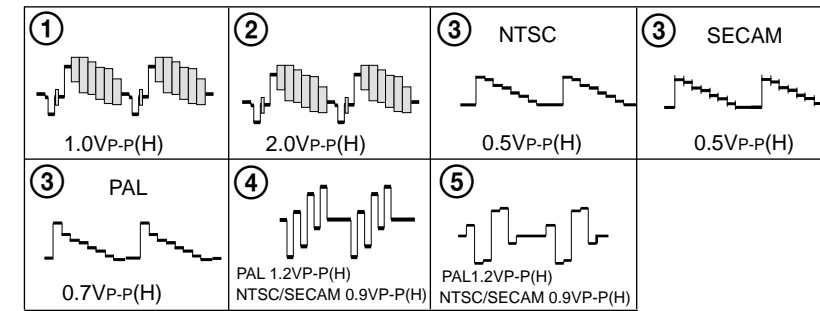 ① ② ③ NTSC ③ SECAM
1.0VP-P(H) 2.0VP-P(H) 0.5VP-P(H) 0.5VP-P(H)
③ PAL ④ ⑤
0.7VP-P(H)
PAL 1.2VP-P(H)
NTSC/SECAM 0.9VP-P(H)
PAL1.2VP-P(H)
NTSC/SECAM 0.9VP-P(H)